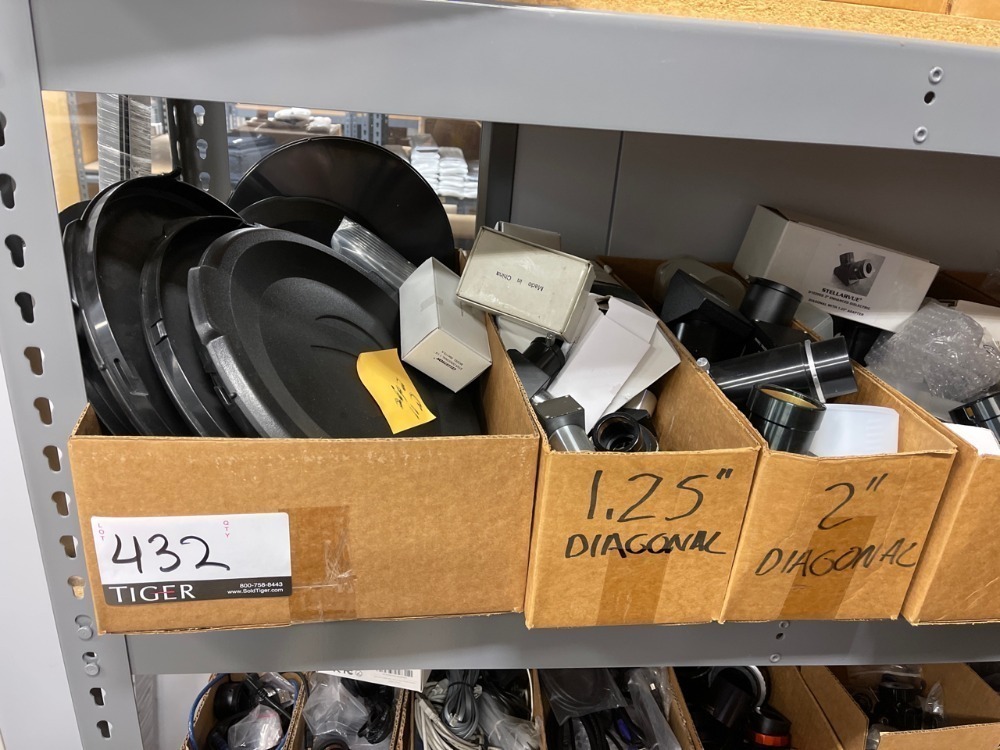 Made in China
STELLARVUE
LOT
QTY
432
TIGER
800-758-8443
www.SoldTiger.com
1.25"
DIAGONAL
2"
DIAGONAL